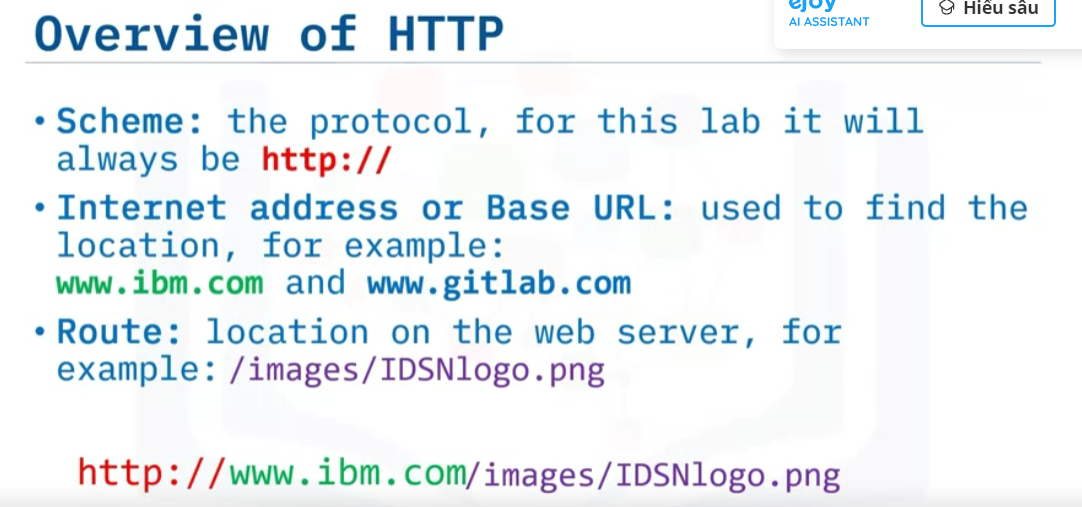 Overview of HTTP
ejoy
AI ASSISTANT
Hiểu sâu
• Scheme: the protocol, for this lab it will
always be http://
• Internet address or Base URL: used to find the
location, for example:
www.ibm.com and www.gitlab.com
• Route: location on the web server, for
example: /images/IDSNlogo.png
http://www.ibm.com/images/IDSNlogo.png